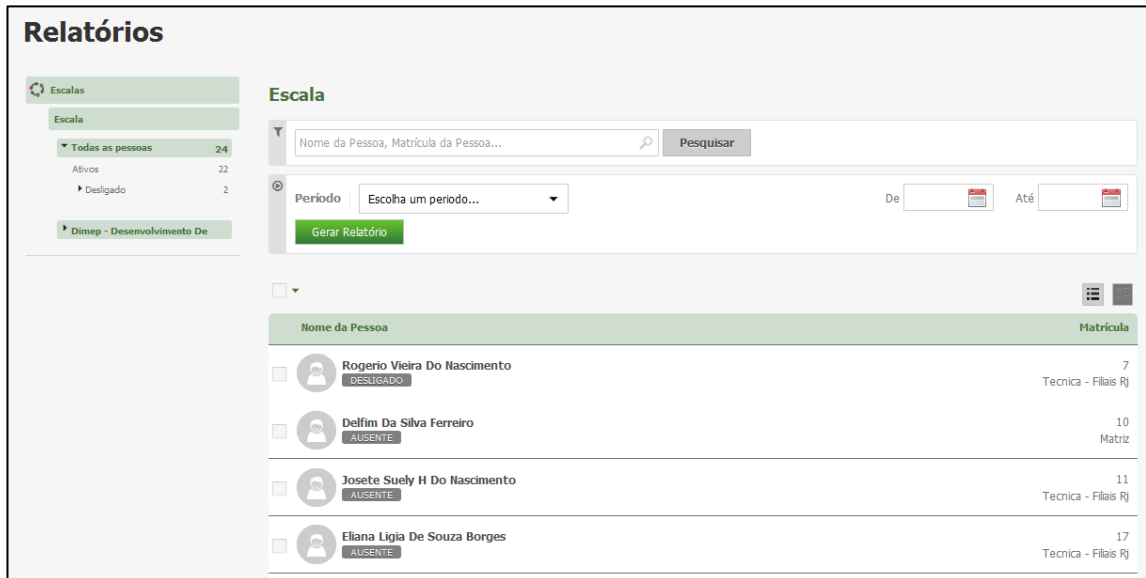 Relatórios
Escalas
Escala
Todas as pessoas 24
Ativos 22
Desligado 2
Dimep - Desenvolvimento De
Escala
Nome da Pessoa, Matrícula da Pessoa... Pesquisar
Período Escolha um periodo... De Até
Gerar Relatório
Nome da Pessoa Matrícula
Rogerio Vieira Do Nascimento 7
DESLIGADO Tecnica - Filiais Rj
Delfim Da Silva Ferreiro 10
AUSENTE Matriz
Josete Suely H Do Nascimento 11
AUSENTE Tecnica - Filiais Rj
Eliana Ligia De Souza Borges 17
AUSENTE Tecnica - Filiais Rj